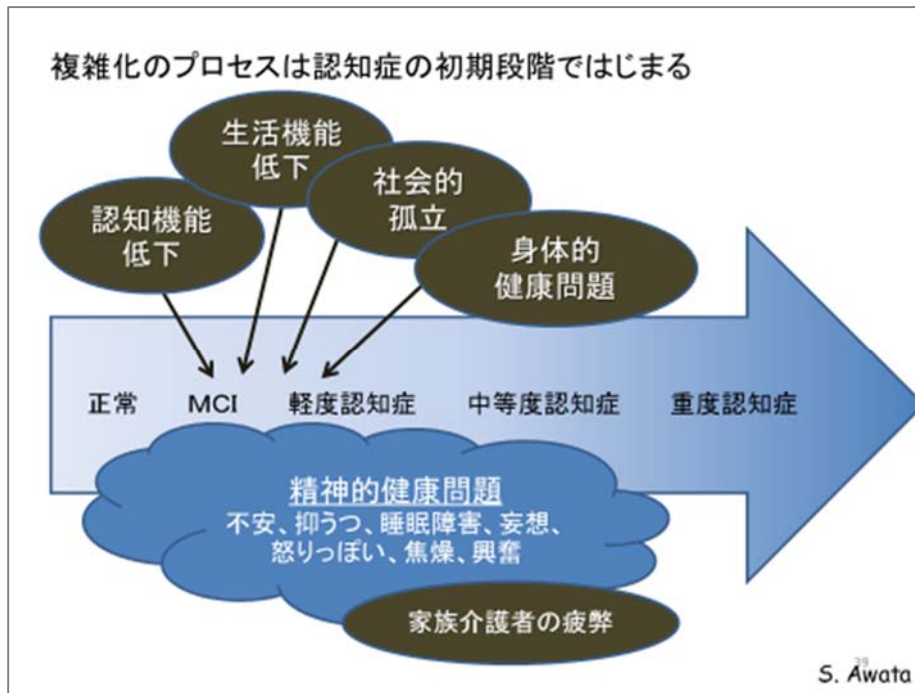 複雑化のプロセスは認知症の初期段階ではじまる
生活機能
低下
社会的
孤立
認知機能
低下
身体的
健康問題
正常 MCI 軽度認知症 中等度認知症 重度認知症
精神的健康問題
不安、抑うつ、睡眠障害、妄想、
怒りっぽい、焦燥、興奮
家族介護者の疲弊
39
S. Awata